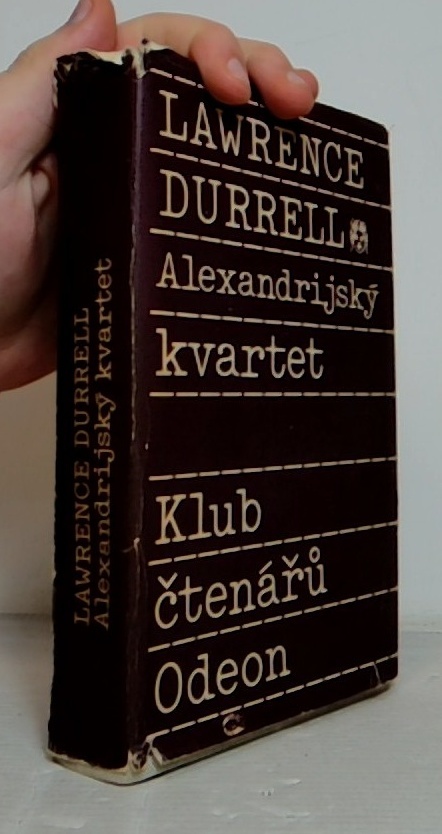 LAWRENCE
DURRELL
Alexandrijský
kvartet
Klub
čtenářů
Odeon
LAWRENCE DURRELL
Alexandrijský kvartet